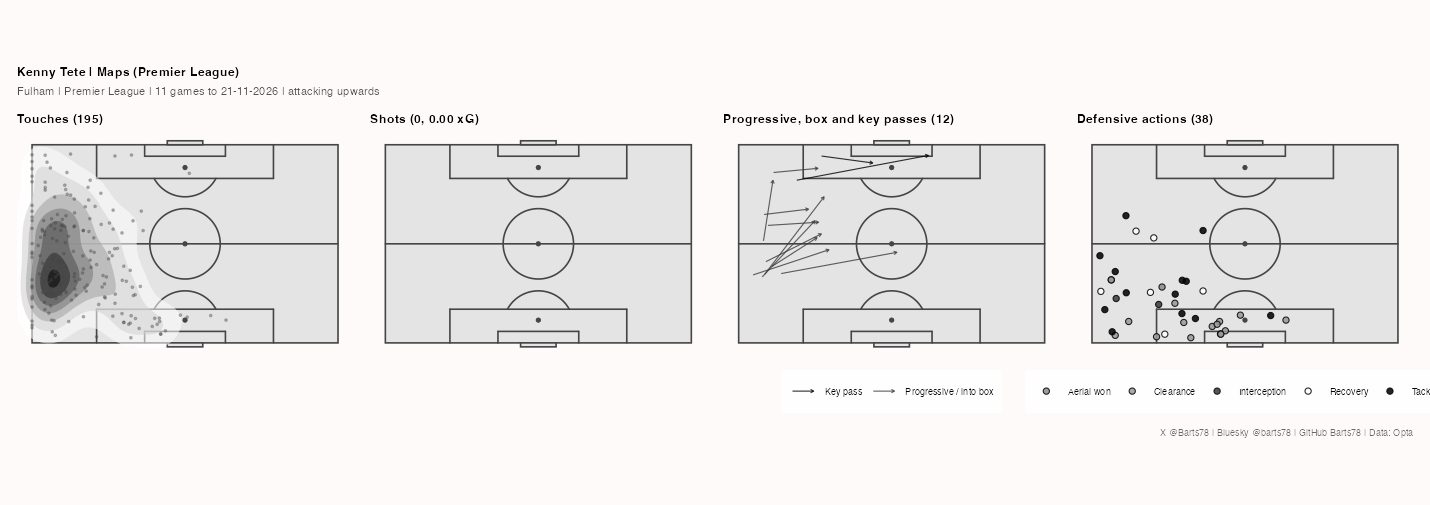 Kenny Tete | Maps (Premier League)
Fulham | Premier League | 11 games to 21-11-2026 | attacking upwards
Touches (195)
Shots (0, 0.00 xG)
Progressive, box and key passes (12)
Defensive actions (38)
Key pass
Progressive / into box
Aerial won
Clearance
Interception
Recovery
Tack
X @Barts78 | Bluesky @barts78 | GitHub Barts78 | Data: Opta